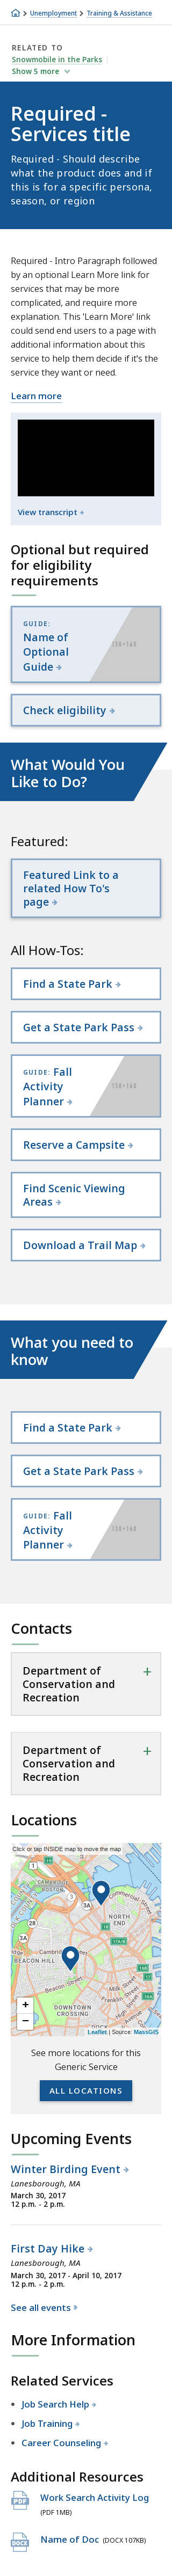 Unemployment > Training & Assistance
RELATED TO
Snowmobile in the Parks
Show 5 more
Required -
Services title
Required - Should describe
what the product does and if
this is for a specific persona,
season, or region
Required - Intro Paragraph followed
by an optional Learn More link for
services that may be more
complicated, and require more
explanation. This 'Learn More' link
could send end users to a page with
additional information about this
service to help them decide if it's the
service they want or need.
Learn more
View transcript
Optional but required
for eligibility
requirements
GUIDE:
Name of
Optional
Guide
130×160
Check eligibility
What Would You
Like to Do?
Featured:
Featured Link to a
related How To's
page
All How-Tos:
Find a State Park
Get a State Park Pass
GUIDE: Fall
Activity
Planner
130×160
Reserve a Campsite
Find Scenic Viewing
Areas
Download a Trail Map
What you need to
know
Find a State Park
Get a State Park Pass
GUIDE: Fall
Activity
Planner
130×160
Contacts
Department of
Conservation and
Recreation
+
Department of
Conservation and
Recreation
+
Locations
Click or tap INSIDE map to move the map
CAMBRIDGE
BOSTON
NORTH
END
BEACON HILL
DOWNTOWN
CROSSING
+
−
Leaflet | Source: MassGIS
See more locations for this
Generic Service
ALL LOCATIONS
Upcoming Events
Winter Birding Event
Lanesborough, MA
March 30, 2017
12 p.m. - 2 p.m.
First Day Hike
Lanesborough, MA
March 30, 2017 - April 10, 2017
12 p.m. - 2 p.m.
See all events
More Information
Related Services
Job Search Help
Job Training
Career Counseling
Additional Resources
PDF Work Search Activity Log
(PDF 1MB)
DOCX Name of Doc (DOCX 107KB)